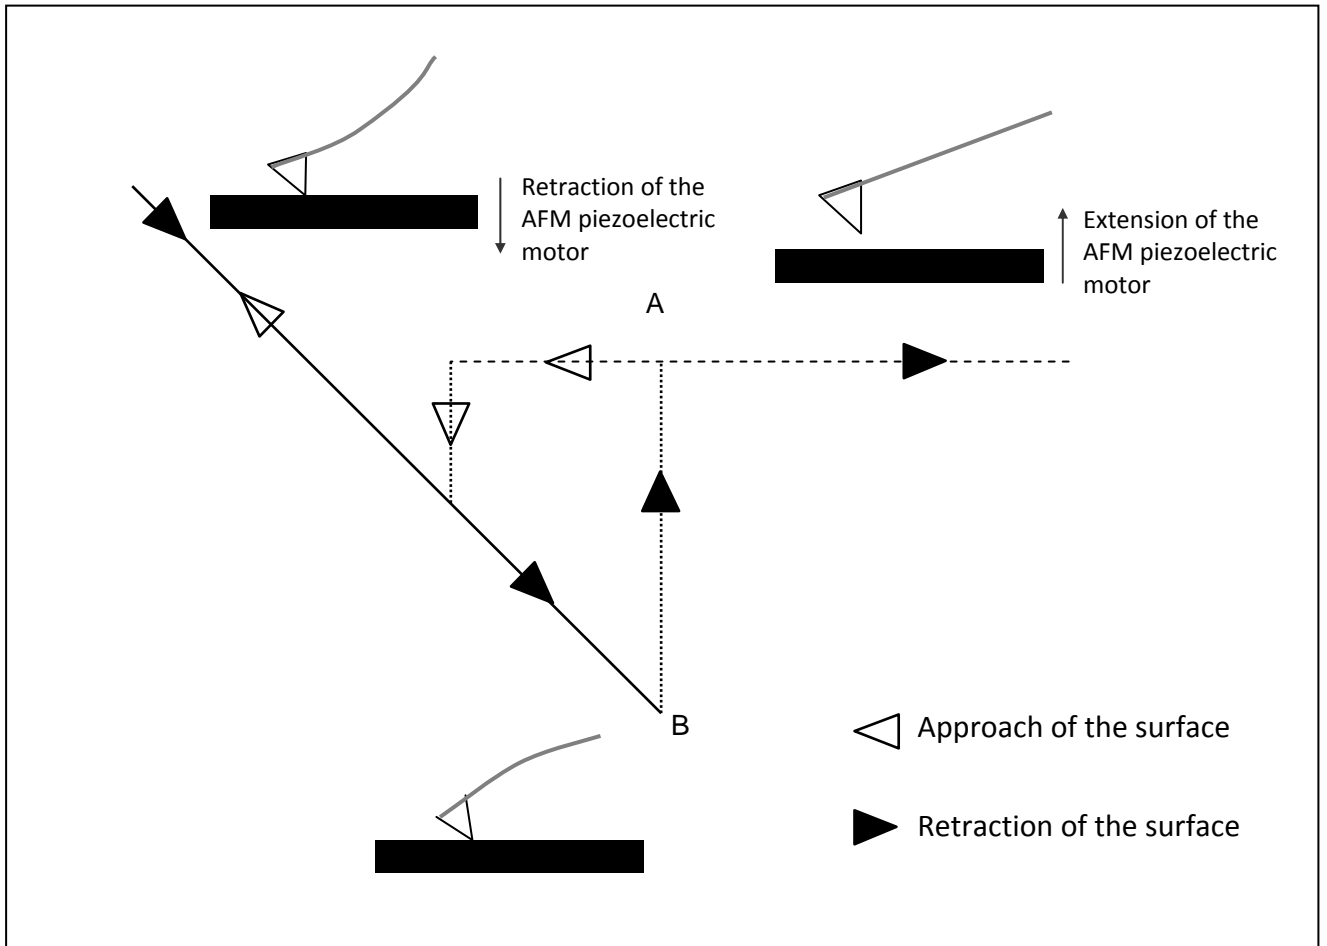 Retraction of the
AFM piezoelectric
motor
Extension of the
AFM piezoelectric
motor
A
B
Approach of the surface
Retraction of the surface